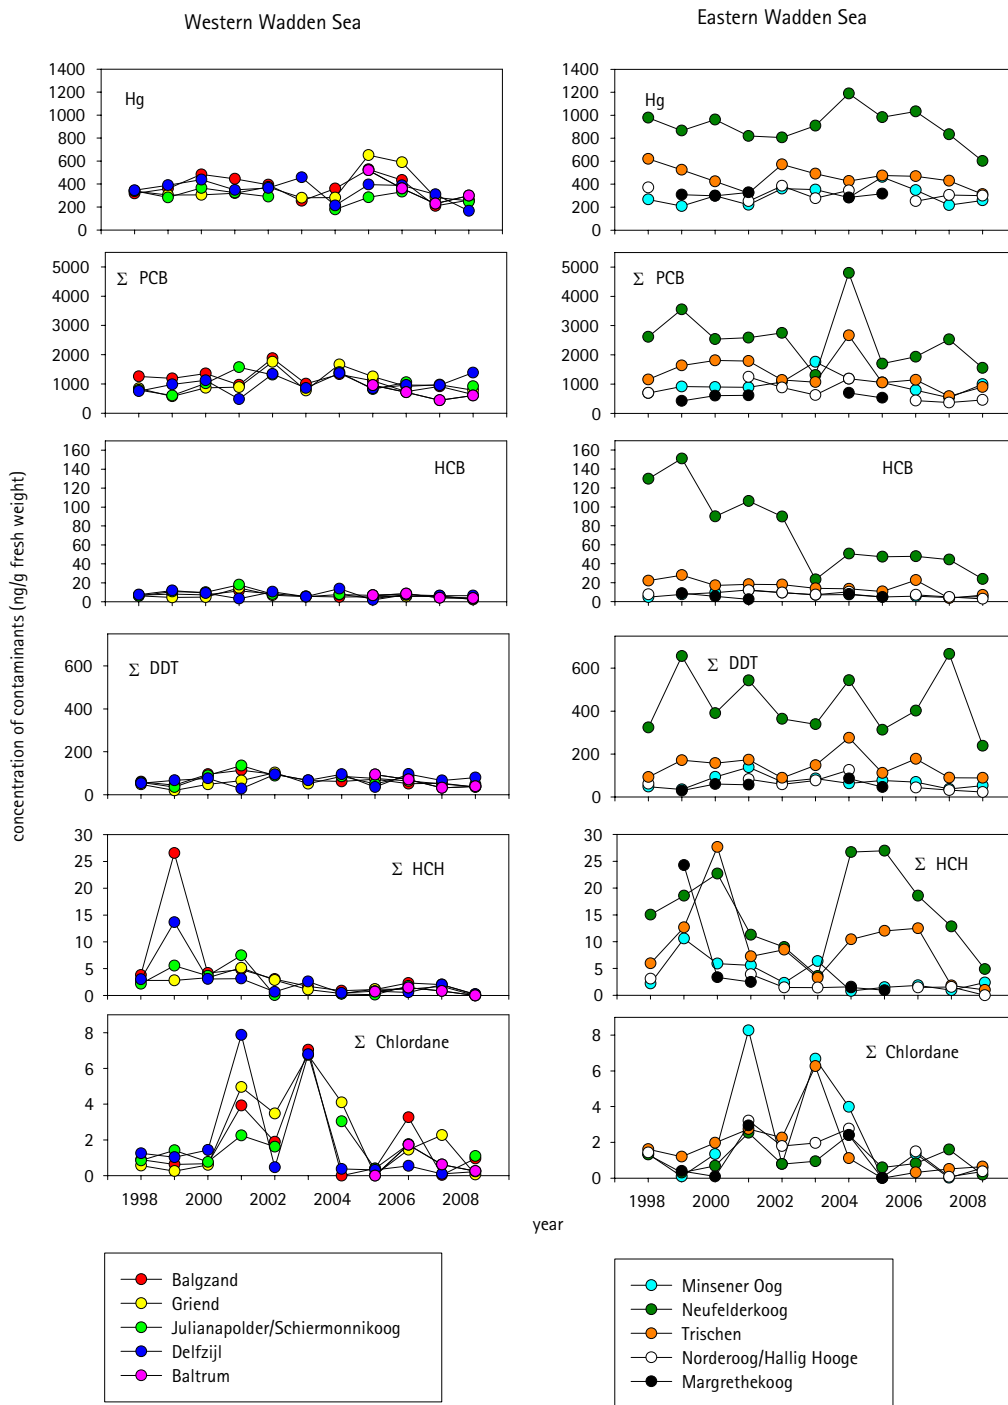 Western Wadden Sea
Eastern Wadden Sea
concentration of contaminants (ng/g fresh weight)
Hg
1400
1200
1000
800
600
400
200
0
Hg
1400
1200
1000
800
600
400
200
0
Σ PCB
5000
4000
3000
2000
1000
0
Σ PCB
5000
4000
3000
2000
1000
0
HCB
160
140
120
100
80
60
40
20
0
HCB
160
140
120
100
80
60
40
20
0
Σ DDT
600
400
200
0
Σ DDT
600
400
200
0
Σ HCH
30
25
20
15
10
5
0
Σ HCH
30
25
20
15
10
5
0
Σ Chlordane
8
6
4
2
0
Σ Chlordane
8
6
4
2
0
1998 2000 2002 2004 2006 2008
1998 2000 2002 2004 2006 2008
year
Balgzand
Griend
Julianapolder/Schiermonnikoog
Delfzijl
Baltrum
Minsener Oog
Neufelderkoog
Trischen
Norderoog/Hallig Hooge
Margrethekoog